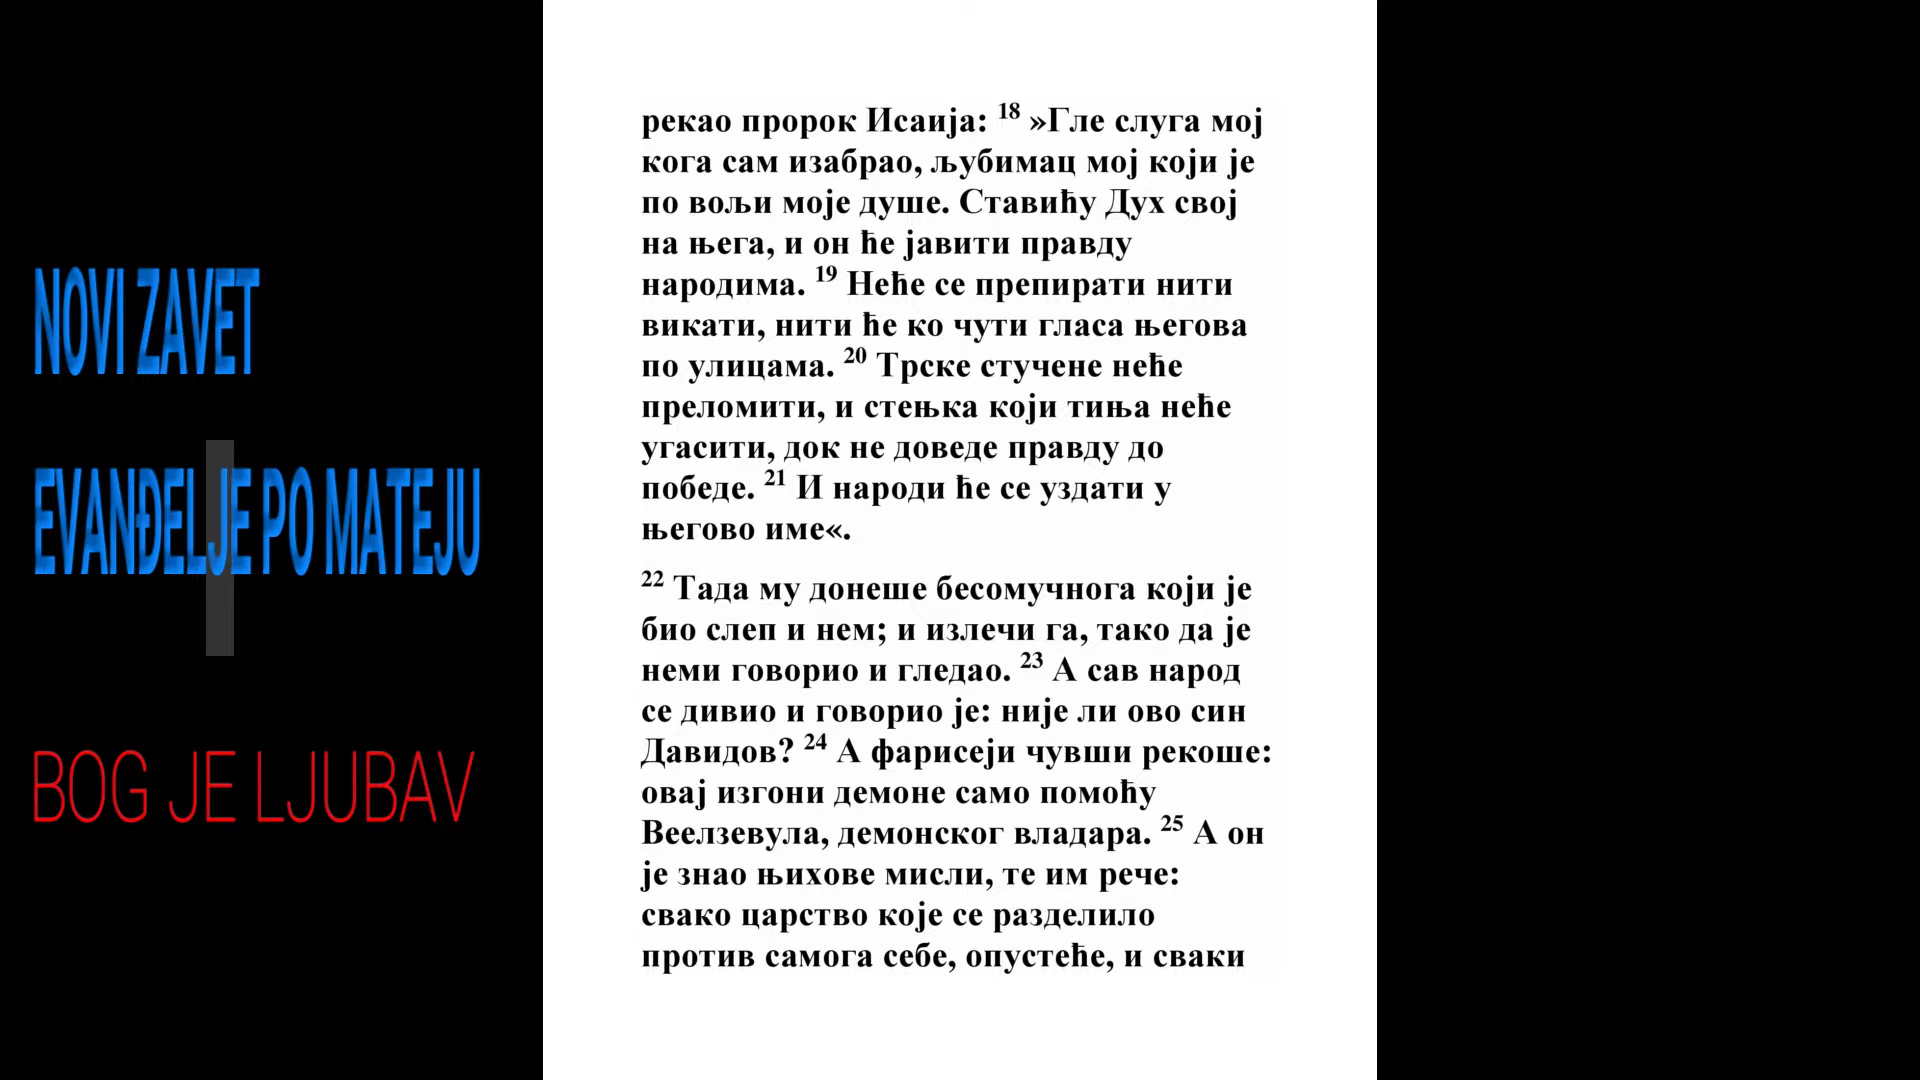 NOVI ZAVET
EVANĐELJE PO MATEJU
BOG JE LJUBAV
рекао пророк Исаија: 18 »Гле слуга мој
кога сам изабрао, љубимац мој који је
по вољи моје душе. Ставићу Дух свој
на њега, и он ће јавити правду
народима. 19 Неће се препирати нити
викати, нити ће ко чути гласа његова
по улицама. 20 Трске стучене неће
преломити, и стењка који тиња неће
угасити, док не доведе правду до
победе. 21 И народи ће се уздати у
његово име«.
22 Тада му донеше бесомучнога који је
био слеп и нем; и излечи га, тако да је
неми говорио и гледао. 23 А сав народ
се дивио и говорио је: није ли ово син
Давидов? 24 А фарисеји чувши рекоше:
овај изгони демоне само помоћу
Веелзевула, демонског владара. 25 А он
је знао њихове мисли, те им рече:
свако царство које се разделило
против самога себе, опустеће, и сваки